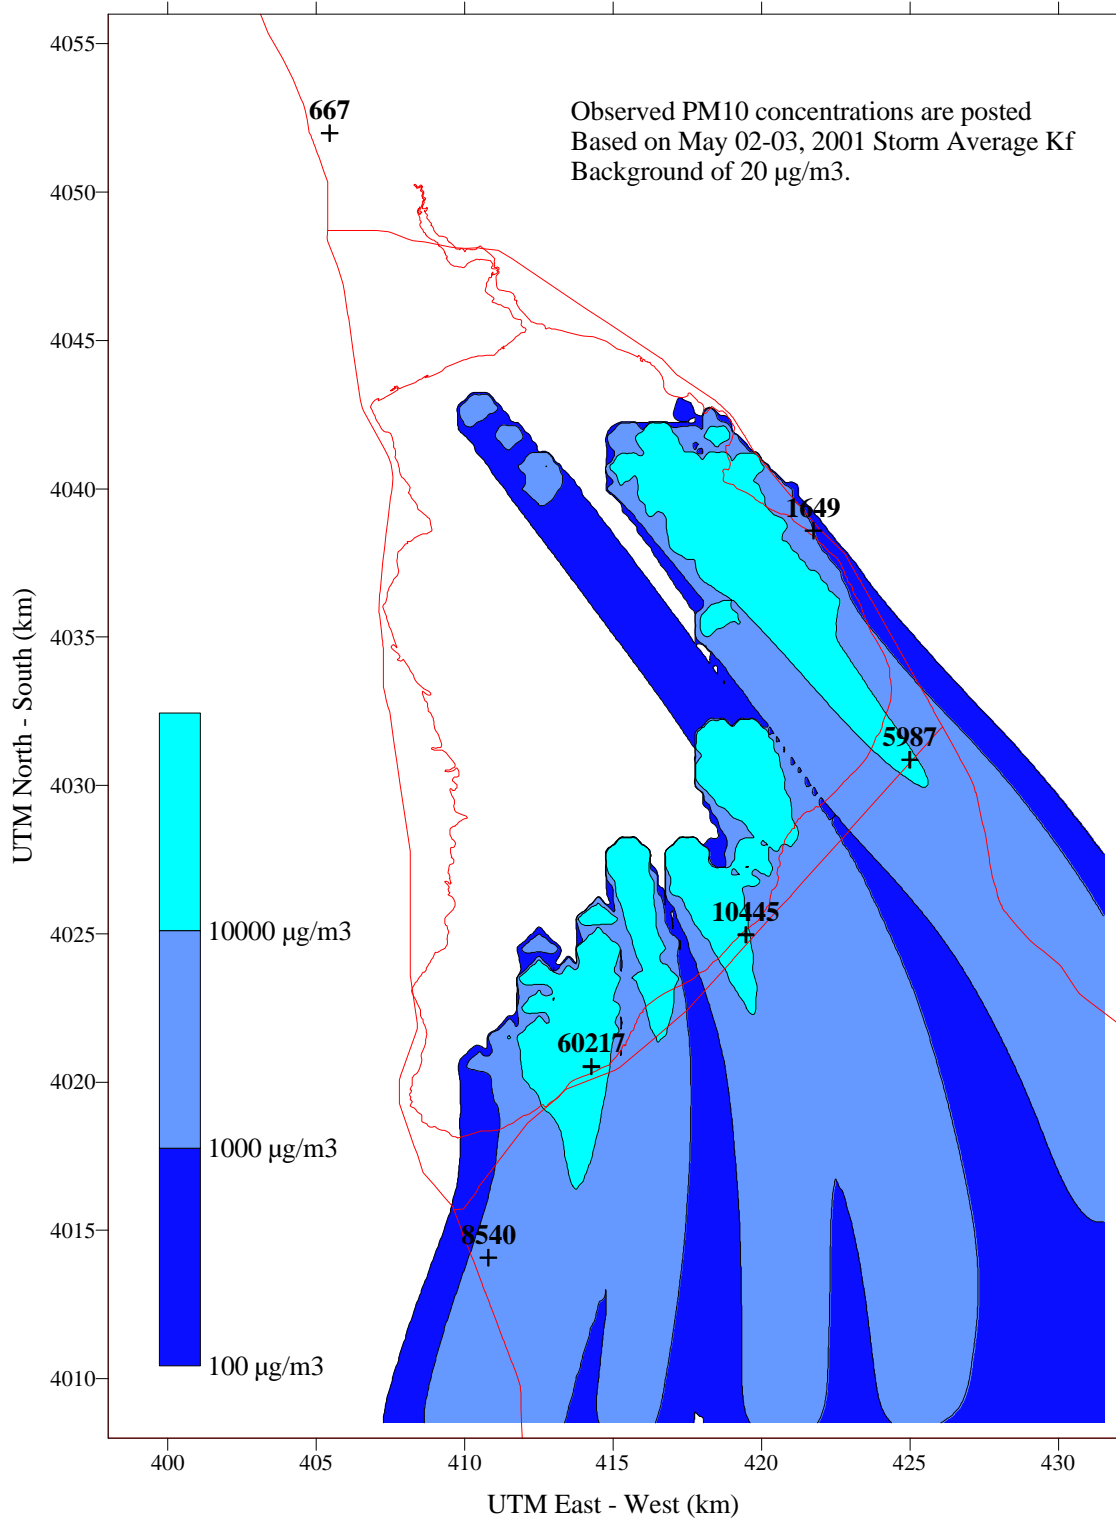 4055
667
Observed PM10 concentrations are posted
Based on May 02-03, 2001 Storm Average Kf
Background of 20 µg/m3.
4050
4045
4040
1649
4035
UTM North - South (km)
5987
4030
10445
4025
10000 µg/m3
60217
4020
1000 µg/m3
4015
8540
4010
100 µg/m3
400 405 410 415 420 425 430
UTM East - West (km)